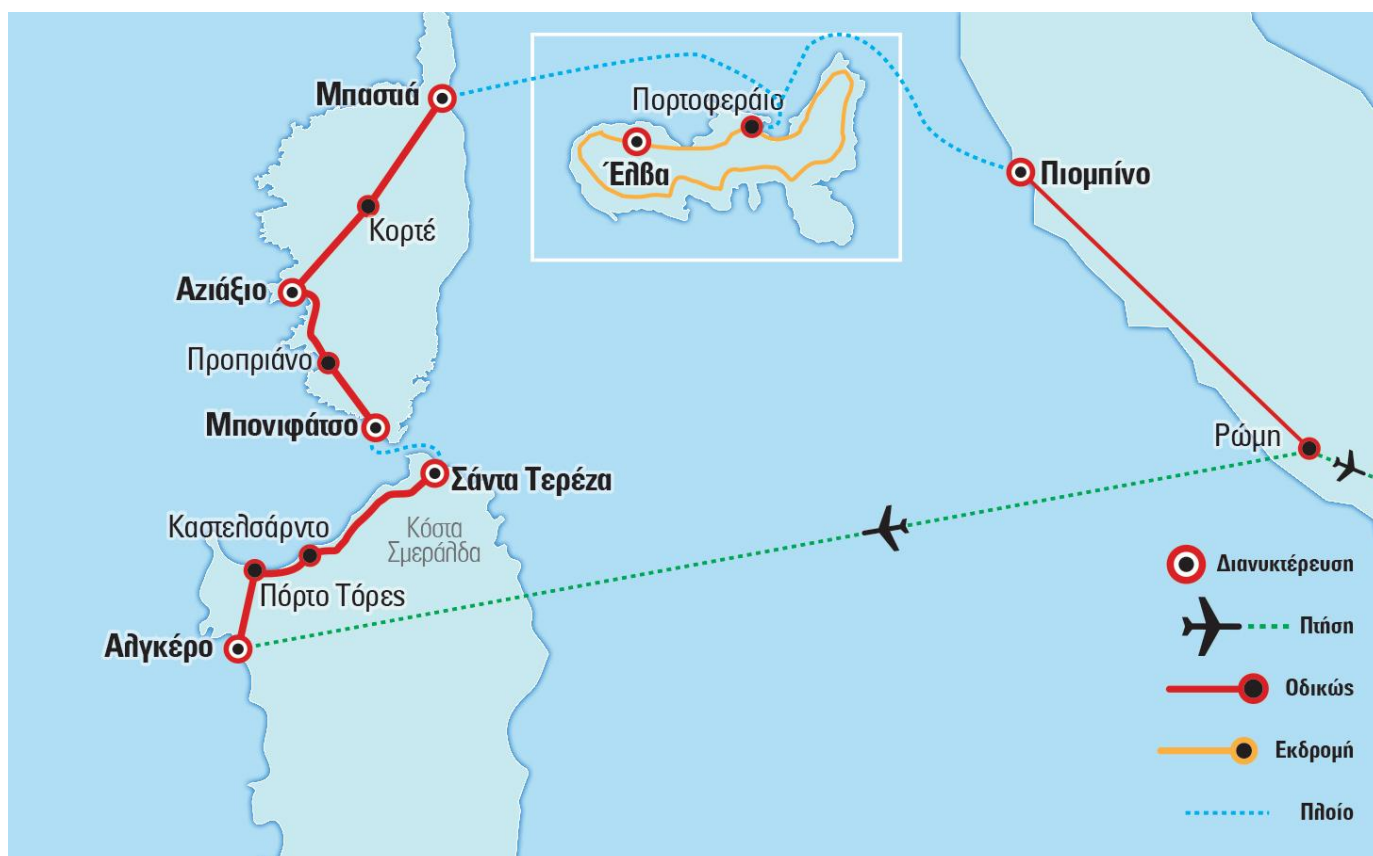 Μπαστιά
Πορτοφεράιο
Έλβα
Πιομπίνο
Κορτέ
Αζιάξιο
Προπριάνο
Μπονιφάτσο
Ρώμη
Σάντα Τερέζα
Καστελσάρντο
Κόστα
Σμεράλδα
Πόρτο Τόρες
Αλγκέρο
Διανυκτέρευση
Πτήση
Οδικώς
Εκδρομή
Πλοίο